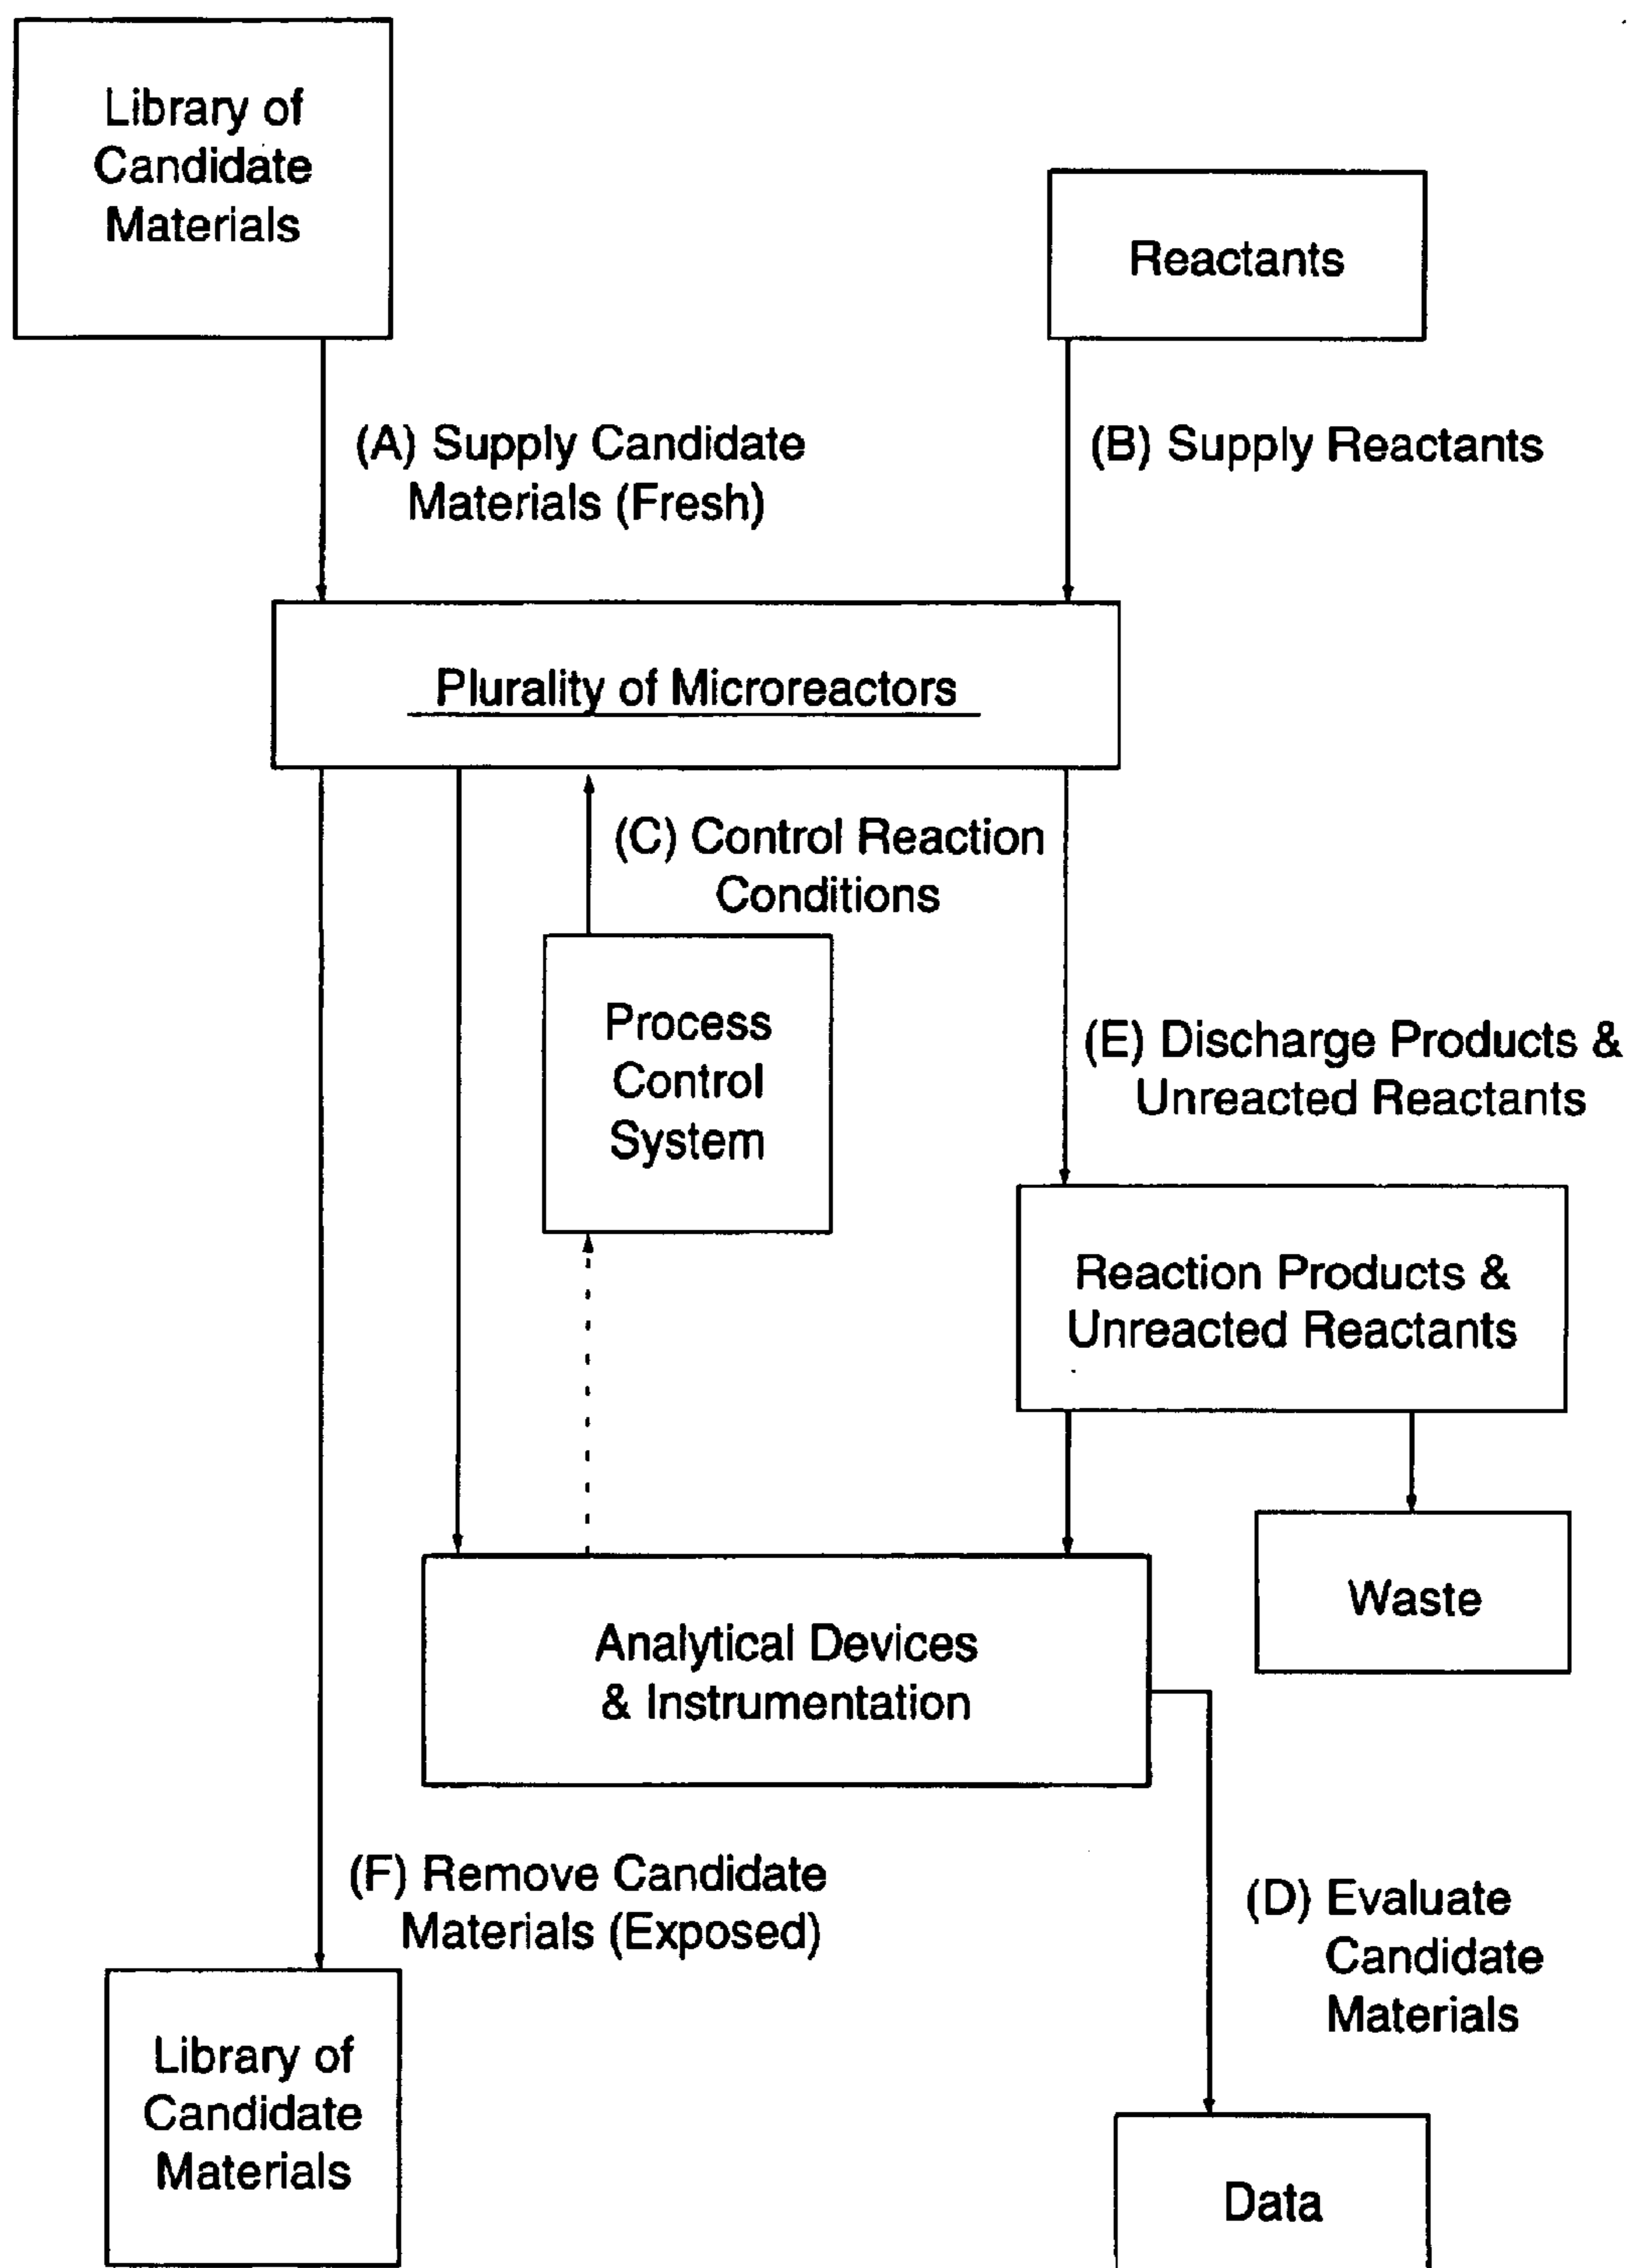 Library of
Candidate
Materials
Reactants
(A) Supply Candidate
Materials (Fresh)
(B) Supply Reactants
Plurality of Microreactors
(C) Control Reaction
Conditions
Process
Control
System
(E) Discharge Products &
Unreacted Reactants
Reaction Products &
Unreacted Reactants
Waste
Analytical Devices
& Instrumentation
(F) Remove Candidate
Materials (Exposed)
(D) Evaluate
Candidate
Materials
Library of
Candidate
Materials
Data